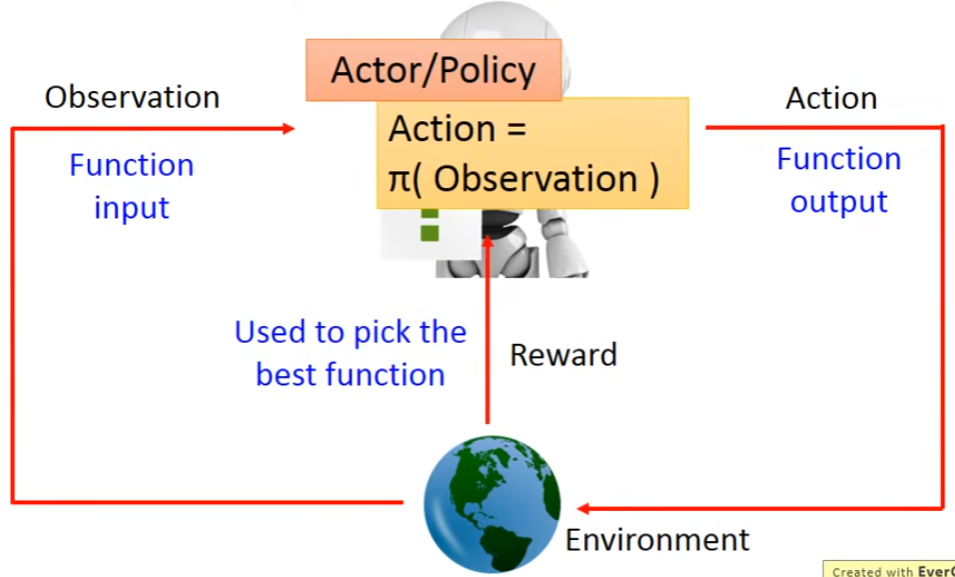 Actor/Policy
Observation
Action
Action =
π( Observation )
Function
input
Function
output
Used to pick the
best function
Reward
Environment
Created with